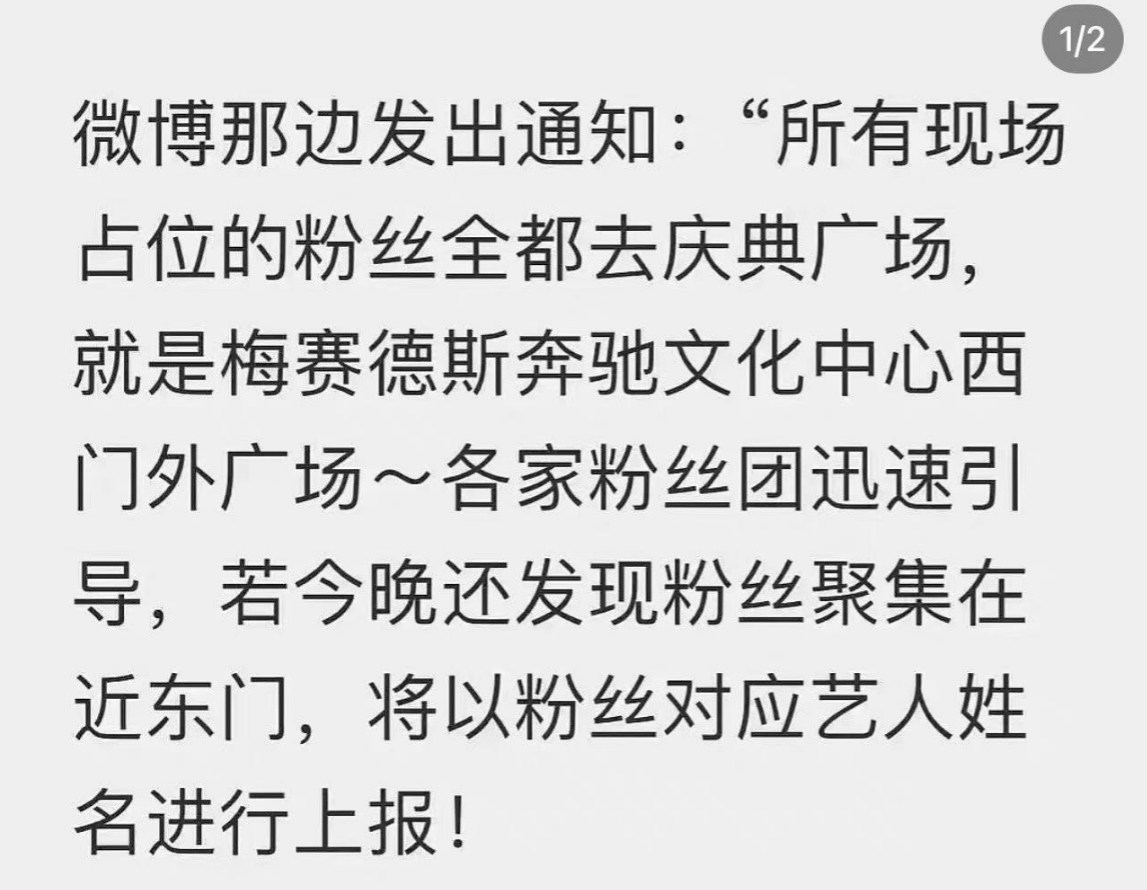 1/2
微博那边发出通知：“所有现场
占位的粉丝全都去庆典广场，
就是梅赛德斯奔驰文化中心西
门外广场～各家粉丝团迅速引
导，若今晚还发现粉丝聚集在
近东门，将以粉丝对应艺人姓
名进行上报！